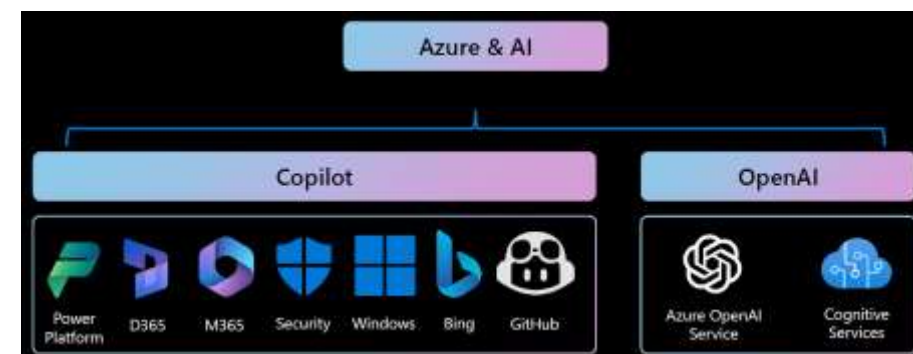 Azure & AI
Copilot
OpenAI
Power
Platform
D365
M365
Security
Windows
Bing
GitHub
Azure OpenAI
Service
Cognitive
Services